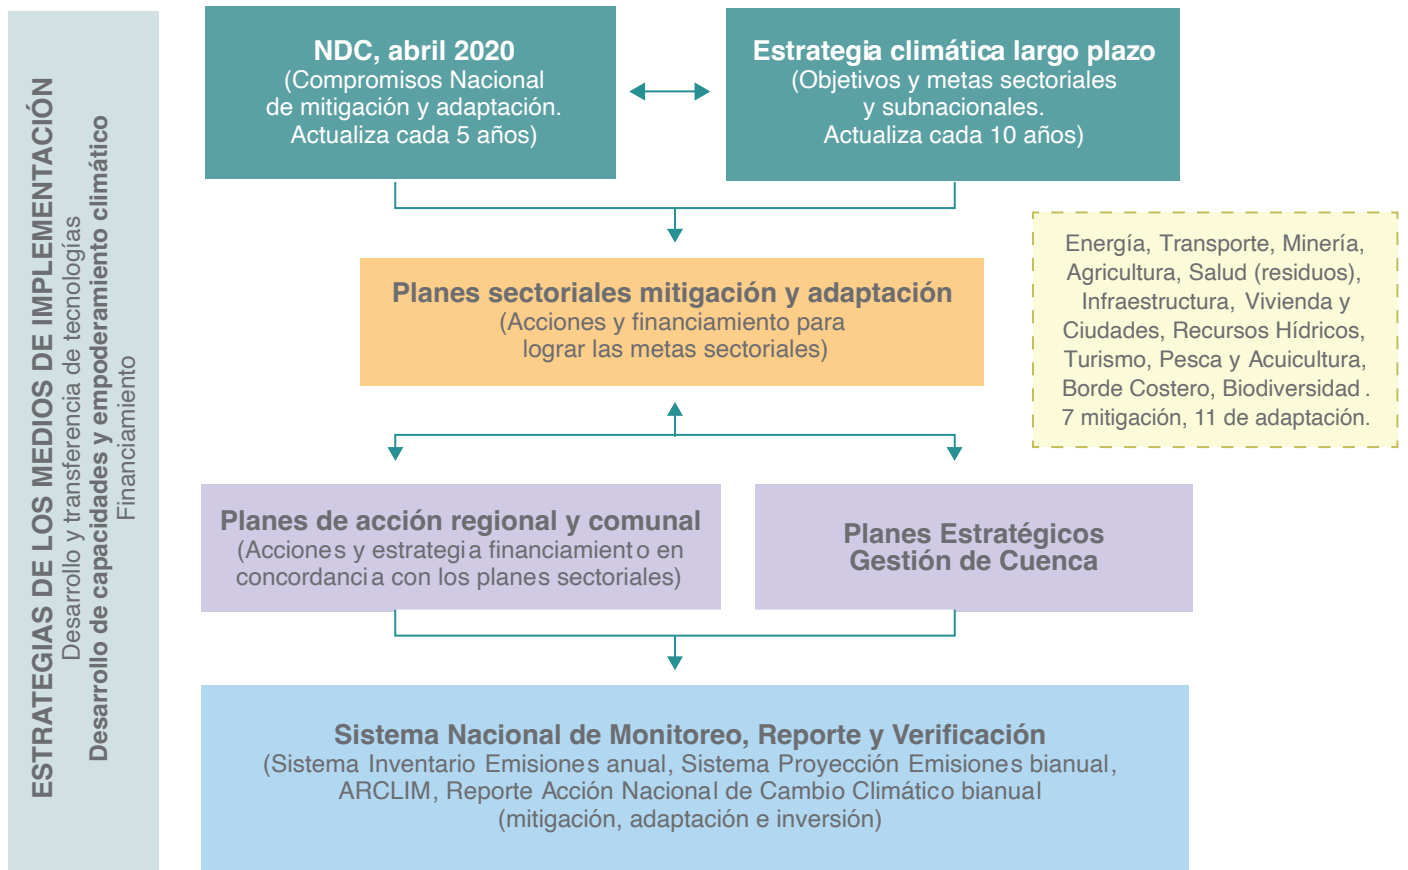 ESTRATEGIAS DE LOS MEDIOS DE IMPLEMENTACIÓN
Desarrollo y transferencia de tecnologías
Desarrollo de capacidades y empoderamiento climático
Financiamiento
NDC, abril 2020
(Compromisos Nacional
de mitigación y adaptación.
Actualiza cada 5 años)
Estrategia climática largo plazo
(Objetivos y metas sectoriales
y subnacionales.
Actualiza cada 10 años)
Planes sectoriales mitigación y adaptación
(Acciones y financiamiento para
lograr las metas sectoriales)
Energía, Transporte, Minería,
Agricultura, Salud (residuos),
Infraestructura, Vivienda y
Ciudades, Recursos Hídricos,
Turismo, Pesca y Acuicultura,
Borde Costero, Biodiversidad.
7 mitigación, 11 de adaptación.
Planes de acción regional y comunal
(Acciones y estrategia financiamiento en
concordancia con los planes sectoriales)
Planes Estratégicos
Gestión de Cuenca
Sistema Nacional de Monitoreo, Reporte y Verificación
(Sistema Inventario Emisiones anual, Sistema Proyección Emisiones bianual,
ARCLIM, Reporte Acción Nacional de Cambio Climático bianual
(mitigación, adaptación e inversión)